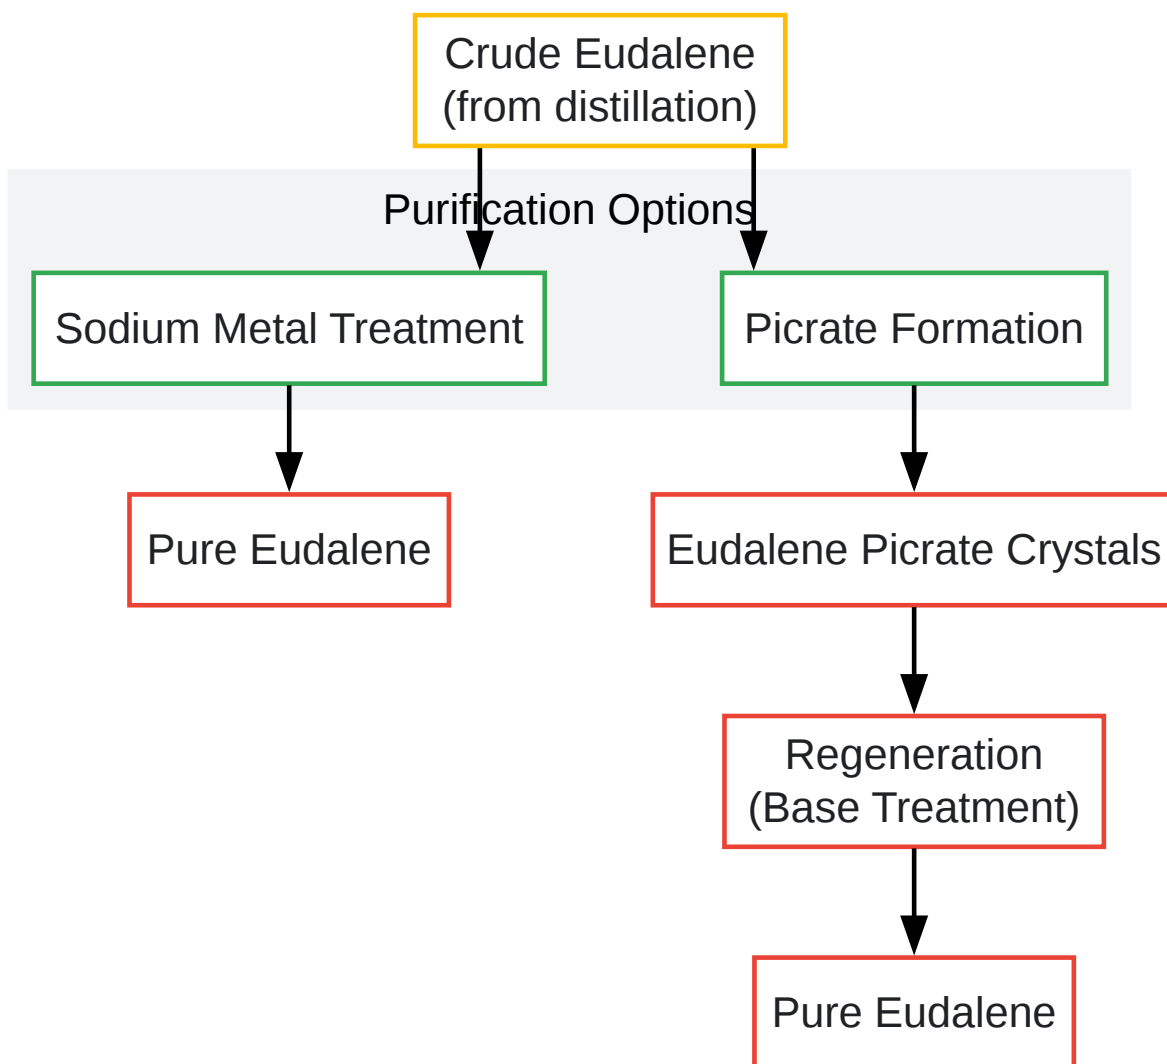 Crude Eudalene
(from distillation)
Purification Options
Sodium Metal Treatment
Picrate Formation
Pure Eudalene
Eudalene Picrate Crystals
Regeneration
(Base Treatment)
Pure Eudalene